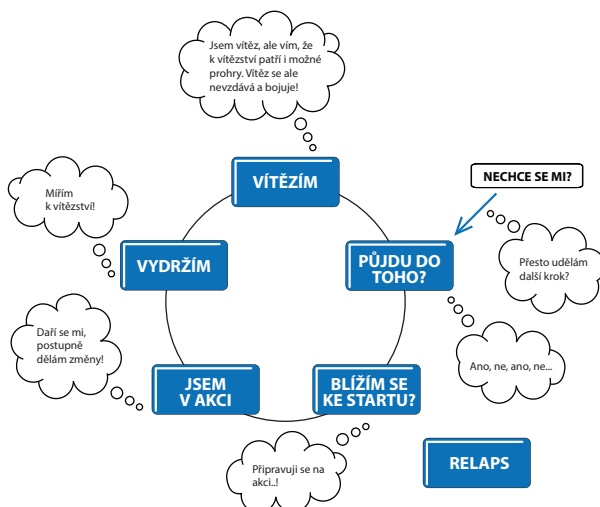 Jsem vítěz, ale vím, že
k vítězství patří i možné
prohry. Vítěz se ale
nevzdává a bojuje!
VÍTĚZÍM
NECHCE SE MI?
Mířím
k vítězství!
VYDRŽÍM
PŮJDU DO
TOHO?
Přesto udělám
další krok?
Daří se mi,
postupně
dělám změny!
JSEM
V AKCI
BLÍŽÍM SE
KE STARTU?
Ano, ne, ano, ne...
Připravuji se na
akci..!
RELAPS